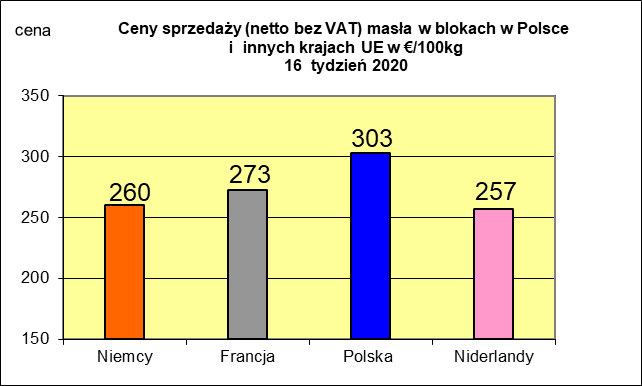 cena
Ceny sprzedaży (netto bez VAT) masła w blokach w Polsce
i innych krajach UE w €/100kg
16 tydzień 2020
350
300
250
200
150
260
273
303
257
Niemcy Francja Polska Niderlandy